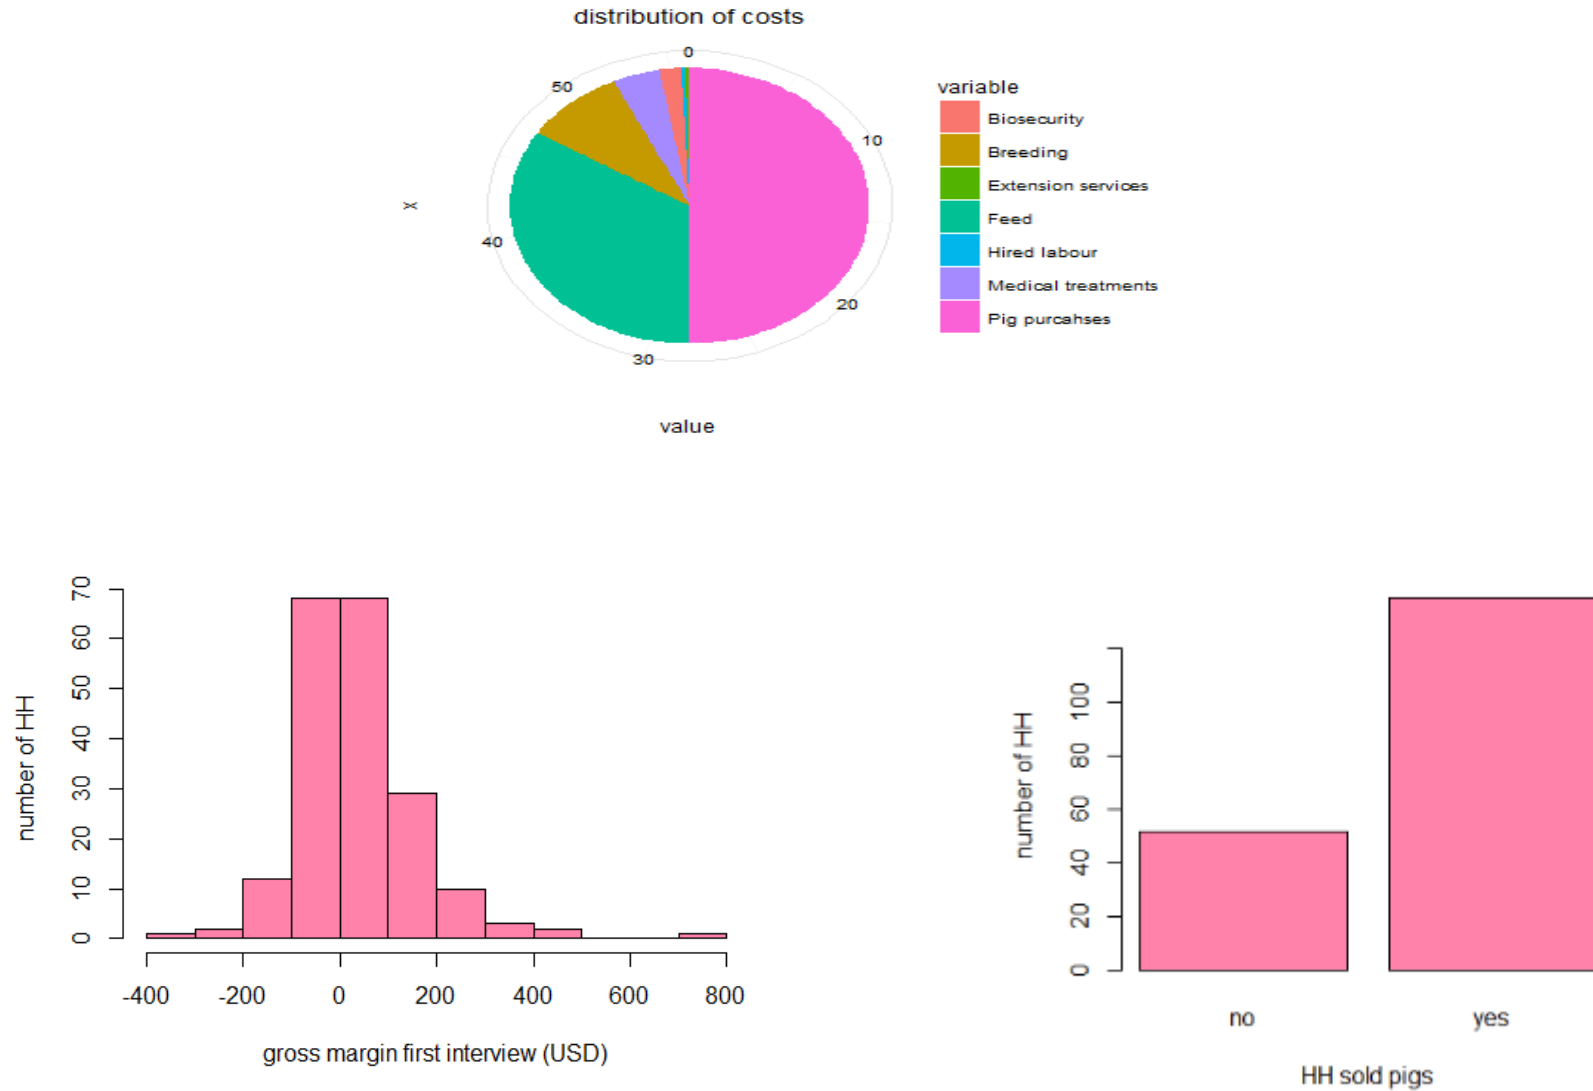 distribution of costs
0
50
10
40
20
30
x
value
variable
Biosecurity
Breeding
Extension services
Feed
Hired labour
Medical treatments
Pig purcahses
number of HH
70
60
50
40
30
20
10
0
-400 -200 0 200 400 600 800
gross margin first interview (USD)
number of HH
100
80
60
40
20
0
no yes
HH sold pigs